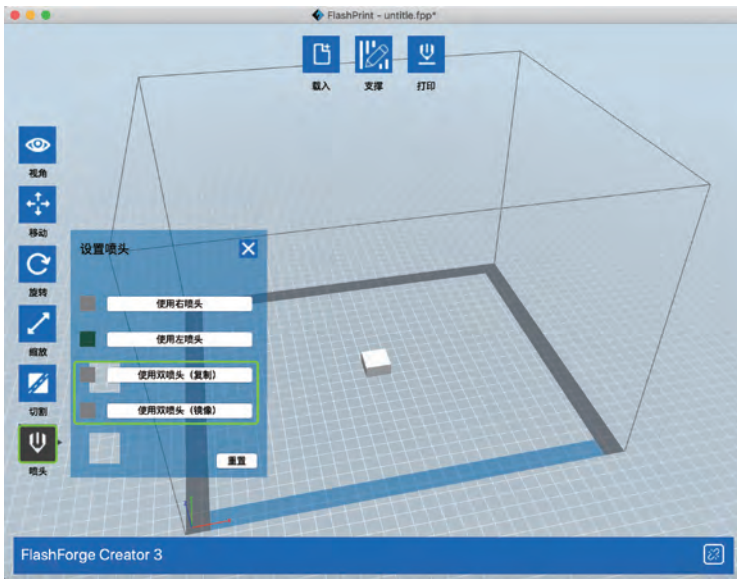 FlashPrint - untitle.fpp*
载入
支撑
打印
视角
移动
旋转
缩放
切割
喷头
设置喷头
使用右喷头
使用左喷头
使用双喷头（复制）
使用双喷头（镜像）
重置
FlashForge Creator 3